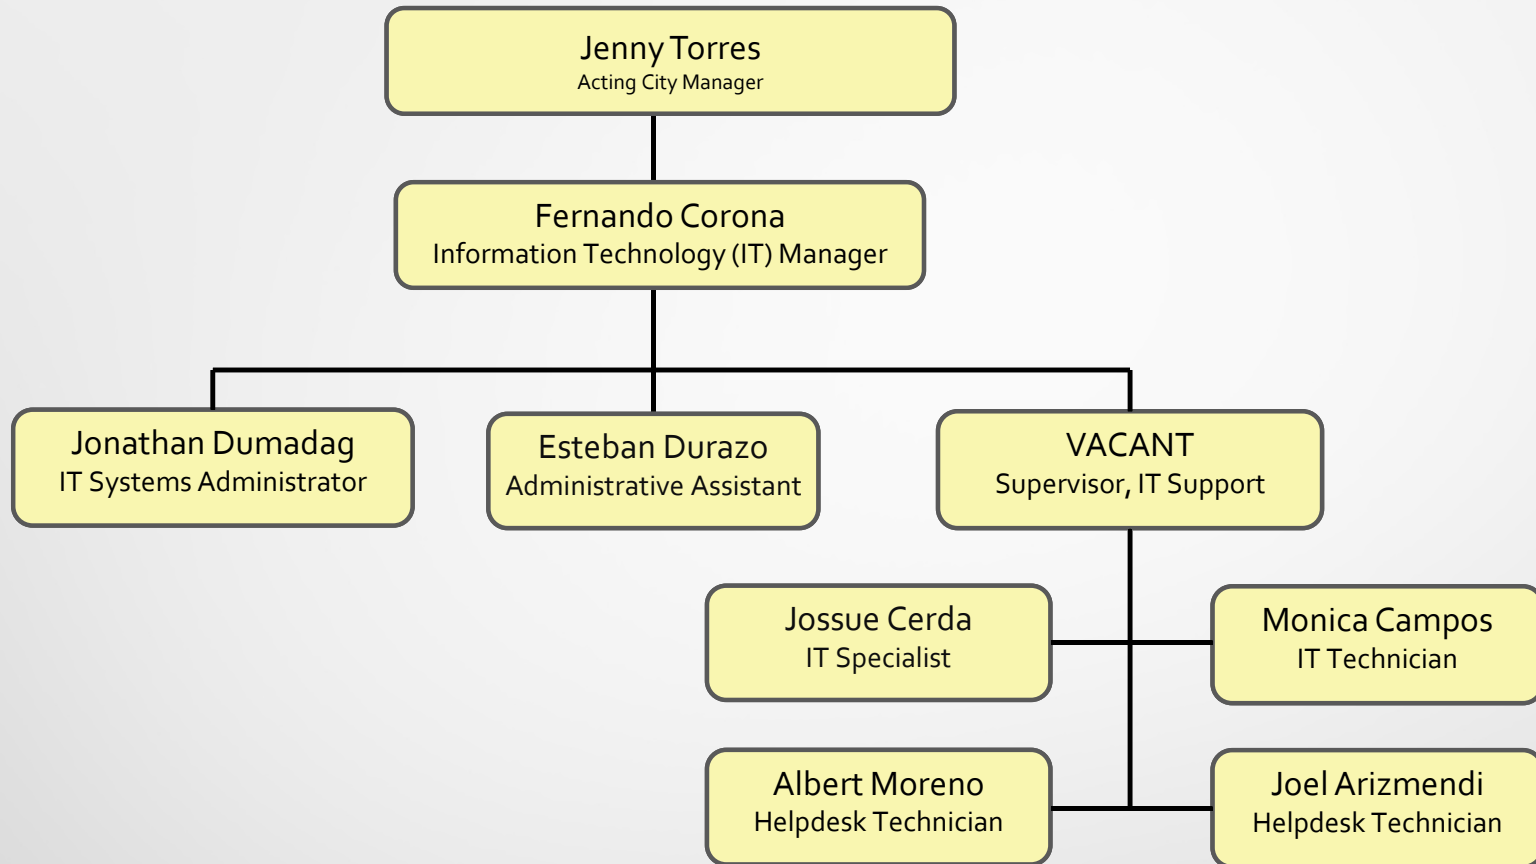 Jenny Torres
Acting City Manager
Fernando Corona
Information Technology (IT) Manager
Jonathan Dumadag
IT Systems Administrator
Esteban Durazo
Administrative Assistant
VACANT
Supervisor, IT Support
Jossue Cerda
IT Specialist
Monica Campos
IT Technician
Albert Moreno
Helpdesk Technician
Joel Arizmendi
Helpdesk Technician